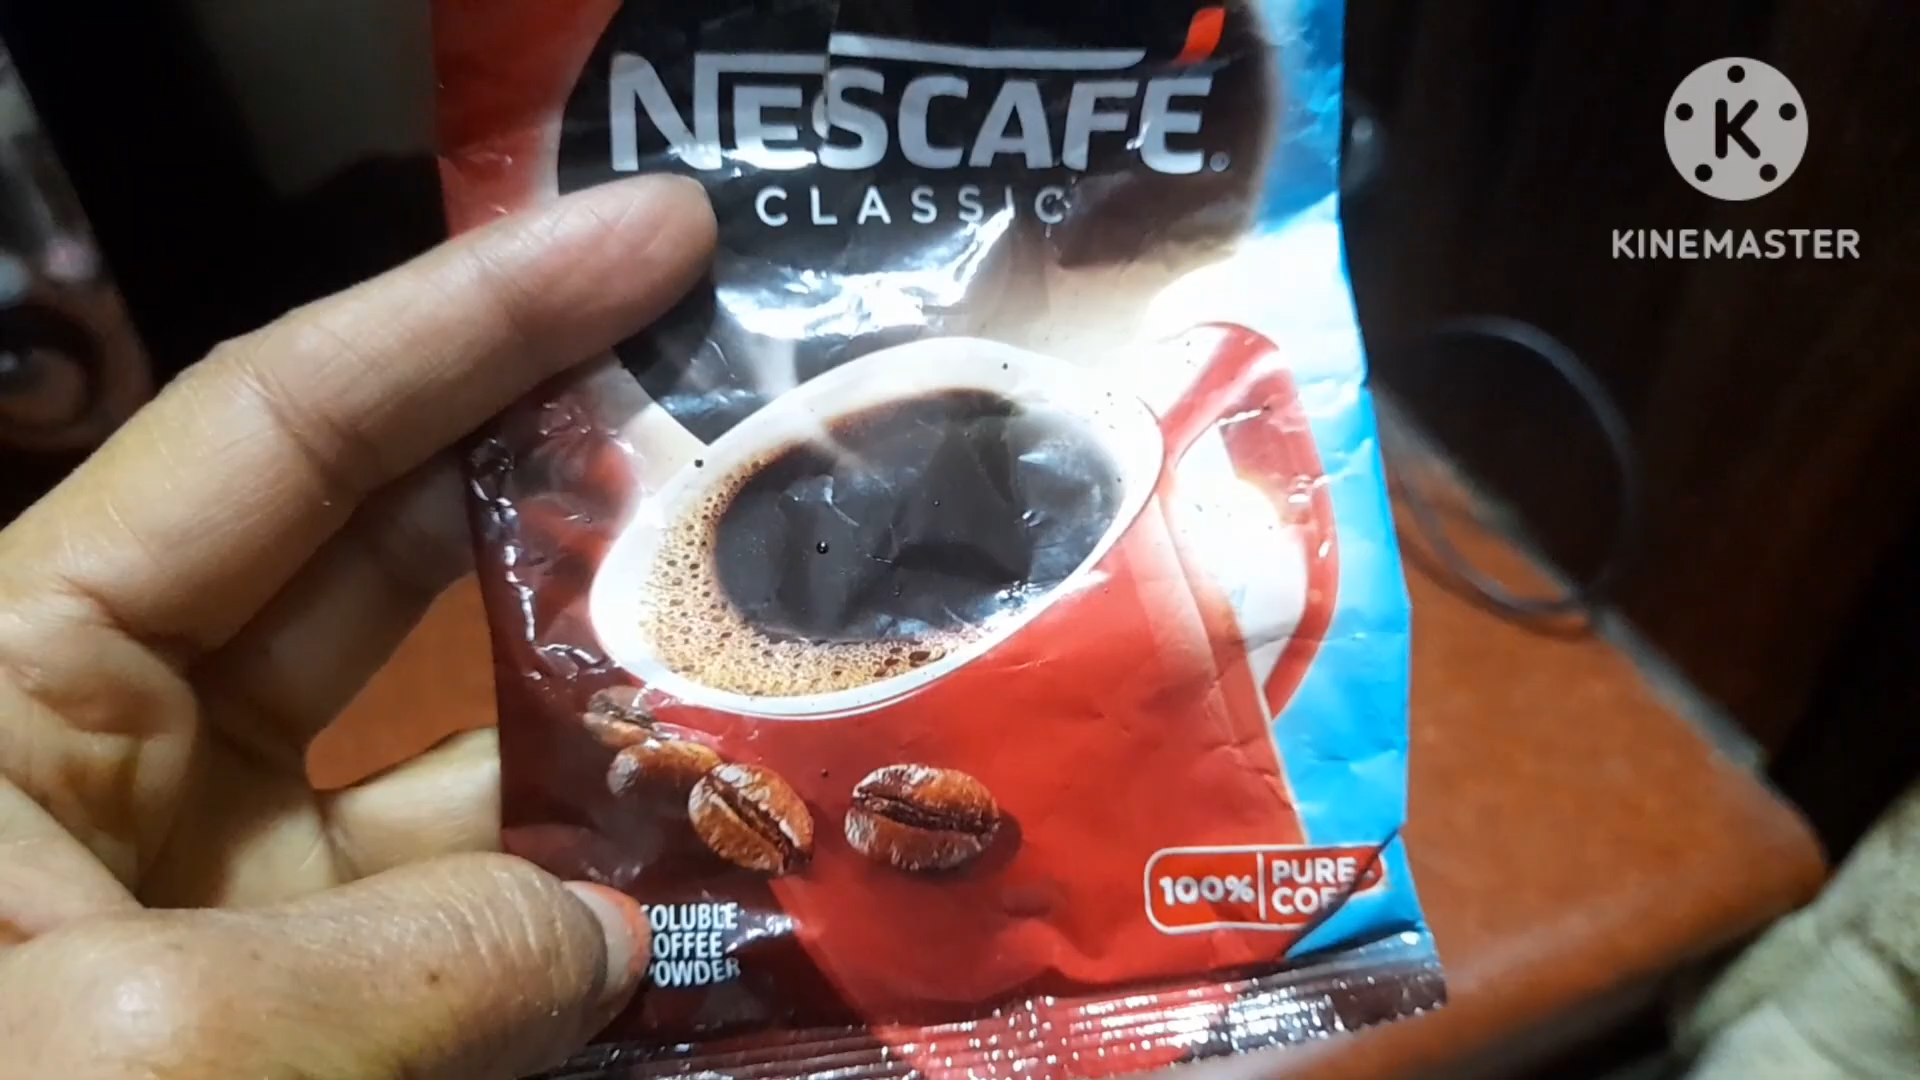 NESCAFÉ®
CLASSIC
K
KINEMASTER
100% PURE
OLUBLE
OFFEE
OWDER